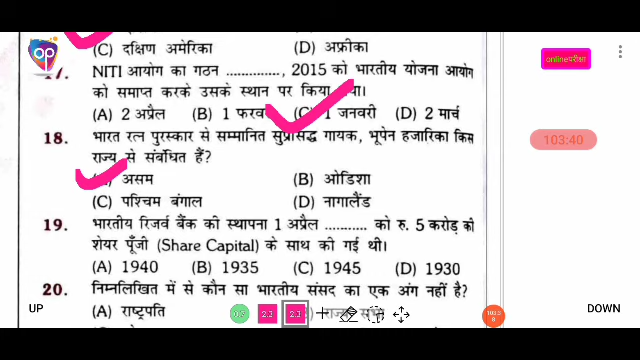 op
onlineपरीक्षा
(C) दक्षिण अमेरिका (D) अफ्रीका
NITI आयोग का गठन .............., 2015 को भारतीय योजना आयोग
को समाप्त करके उसके स्थान पर किया गया।
(A) 2 अप्रैल (B) 1 फरव (C) 1 जनवरी (D) 2 मार्च
103:40
18. भारत रत्न पुरस्कार से सम्मानित सुप्रसिद्ध गायक, भूपेन हजारिका किस
राज्य से संबंधित हैं?
असम (B) ओडिशा
(C) पश्चिम बंगाल (D) नागालैंड
19. भारतीय रिजर्व बैंक की स्थापना 1 अप्रैल ........... को रु. 5 करोड़ की
शेयर पूँजी (Share Capital) के साथ की गई थी।
(A) 1940 (B) 1935 (C) 1945 (D) 1930
20. निम्नलिखित में से कौन सा भारतीय संसद का एक अंग नहीं है?
(A) राष्ट्रपति
UP DOWN